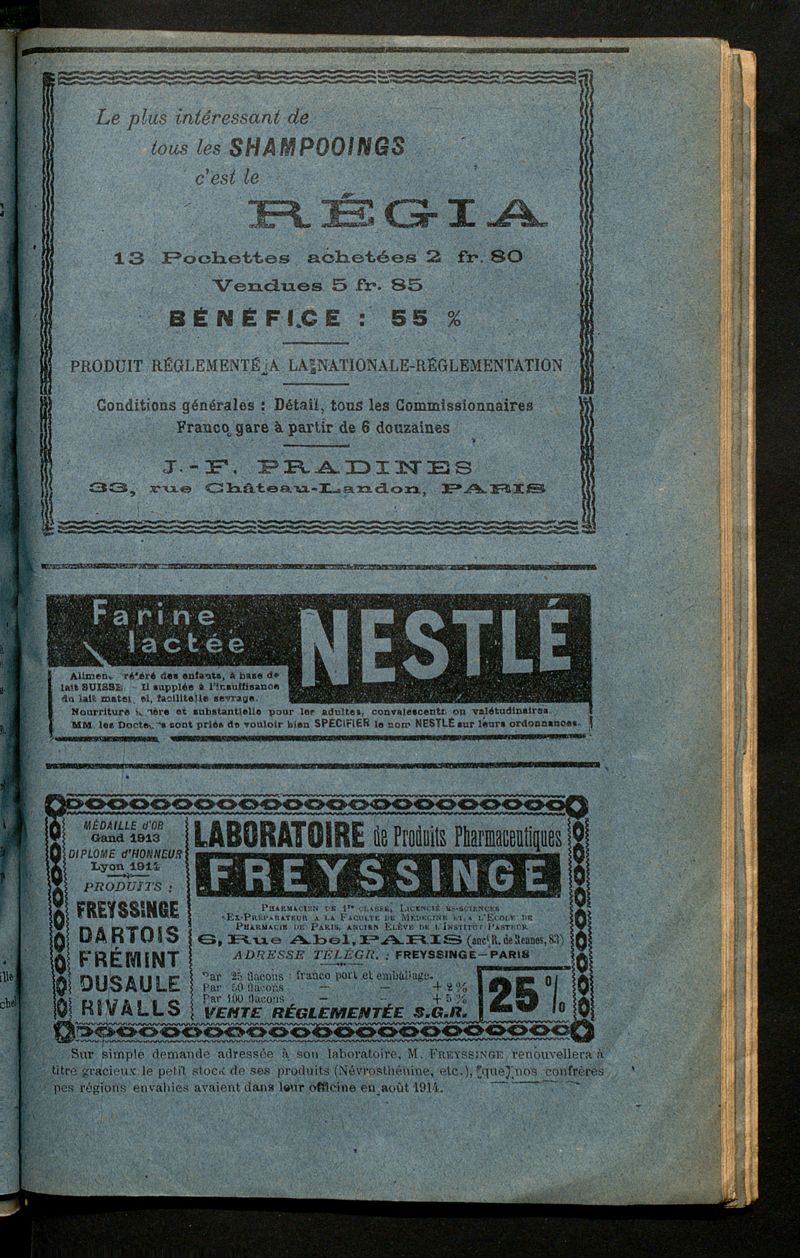 Le plus intéressant de
tous les SHAMPOOINGS
c'est le
RÉGIA
13 Pochettes achetées 2 fr. 80
Vendues 5 fr. 85
BÉNÉFICE : 55 %
PRODUIT RÉGLEMENTÉ A LA NATIONALE-RÉGLEMENTATION
Conditions générales : Détail, tous les Commissionnaires
Franco gare à partir de 6 douzaines
J.-F. PRADINES
33, rue Château-Landon, PARIS
Farine
lactée
NESTLÉ
des enfants, à base de
lait SUISSE. Il supplée à l'insuffisance
du lait facilite le sevrage.
Nourriture et substantielle pour les adultes, convalescents ou valétudinaires.
MM. les sont priés de vouloir bien SPÉCIFIER le nom NESTLÉ sur leurs ordonnances.
MÉDAILLE d'OR
Gand 1913
DIPLOME d'HONNEUR
Lyon 1914
PRODUITS :
FREYSSINGE
DARTOIS
FRÉMINT
DUSAULE
RIVALLS
LABORATOIRE de Produits Pharmaceutiques
FREYSSINGE
PHARMACIEN DE 1re CLASSE, LICENCIÉ ES-SCIENCES
EX-PRÉPARATEUR A LA FACULTÉ DE MÉDECINE ET A L'ÉCOLE DE
PHARMACIE DE PARIS, ANCIEN ÉLÈVE DE L'INSTITUT PASTEUR
6, Rue Abel, PARIS (anct R. de Rennes, 83)
ADRESSE TÉLÉGR. : FREYSSINGE-PARIS
Par 25 flacons : franco port et emballage.
Par 50 flacons — — + 2 %
Par 100 flacons — + 5 %
25 %
VENTE RÉGLEMENTÉE S.G.R.
Sur simple demande adressée à son laboratoire, M. FREYSSINGE renouvellera à
titre gracieux le petit stock de ses produits (Névrosthénine, etc.), que nos confrères
pes régions envahies avaient dans leur officine en août 1914.